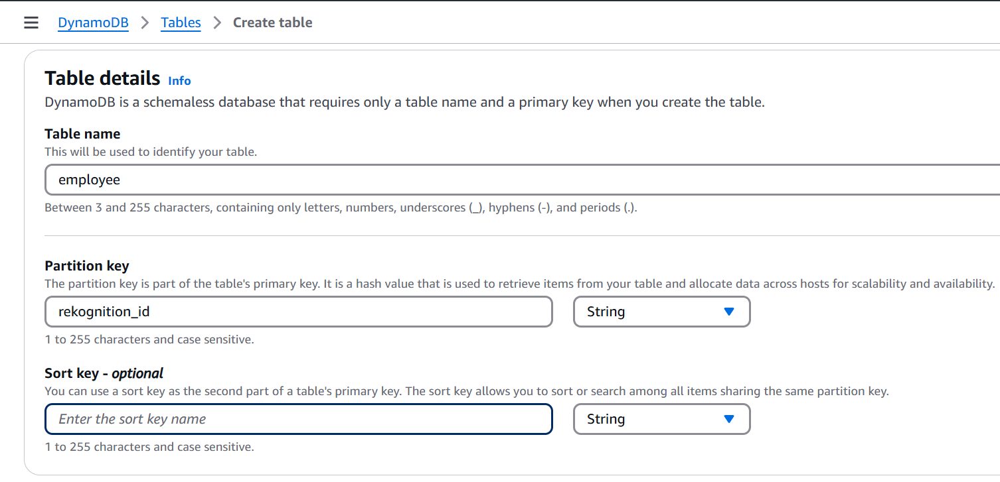 DynamoDB > Tables > Create table
Table details Info
DynamoDB is a schemaless database that requires only a table name and a primary key when you create the table.
Table name
This will be used to identify your table.
employee
Between 3 and 255 characters, containing only letters, numbers, underscores (_), hyphens (-), and periods (.).
Partition key
The partition key is part of the table's primary key. It is a hash value that is used to retrieve items from your table and allocate data across hosts for scalability and availability.
rekognition_id String
1 to 255 characters and case sensitive.
Sort key - optional
You can use a sort key as the second part of a table's primary key. The sort key allows you to sort or search among all items sharing the same partition key.
Enter the sort key name String
1 to 255 characters and case sensitive.